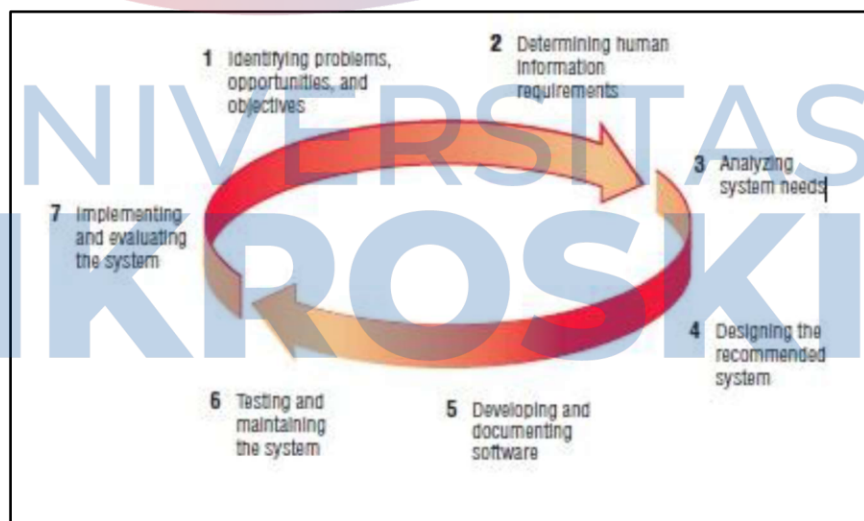 1 Identifying problems,
opportunities, and
objectives
2 Determining human
information
requirements
3 Analyzing
system needs
4 Designing the
recommended
system
5 Developing and
documenting
software
6 Testing and
maintaining
the system
7 Implementing
and evaluating
the system
NIVERSITAS
IKROSKI